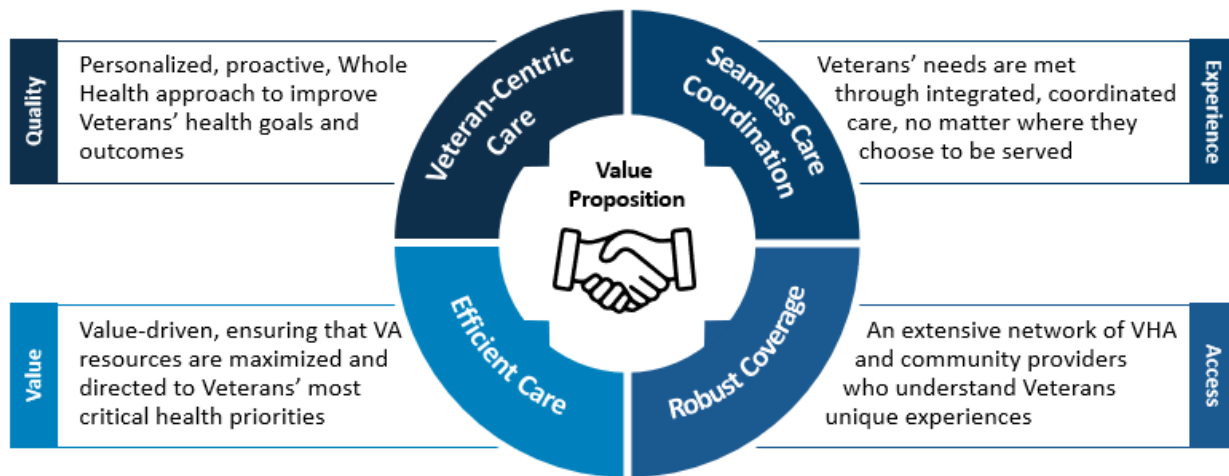 Quality
Personalized, proactive, Whole
Health approach to improve
Veterans’ health goals and
outcomes
Veteran-Centric
Care
Seamless Care
Coordination
Veterans’ needs are met
through integrated, coordinated
care, no matter where they
choose to be served
Experience
Value
Proposition
Value
Value-driven, ensuring that VA
resources are maximized and
directed to Veterans’ most
critical health priorities
Efficient Care
Robust Coverage
An extensive network of VHA
and community providers
who understand Veterans
unique experiences
Access